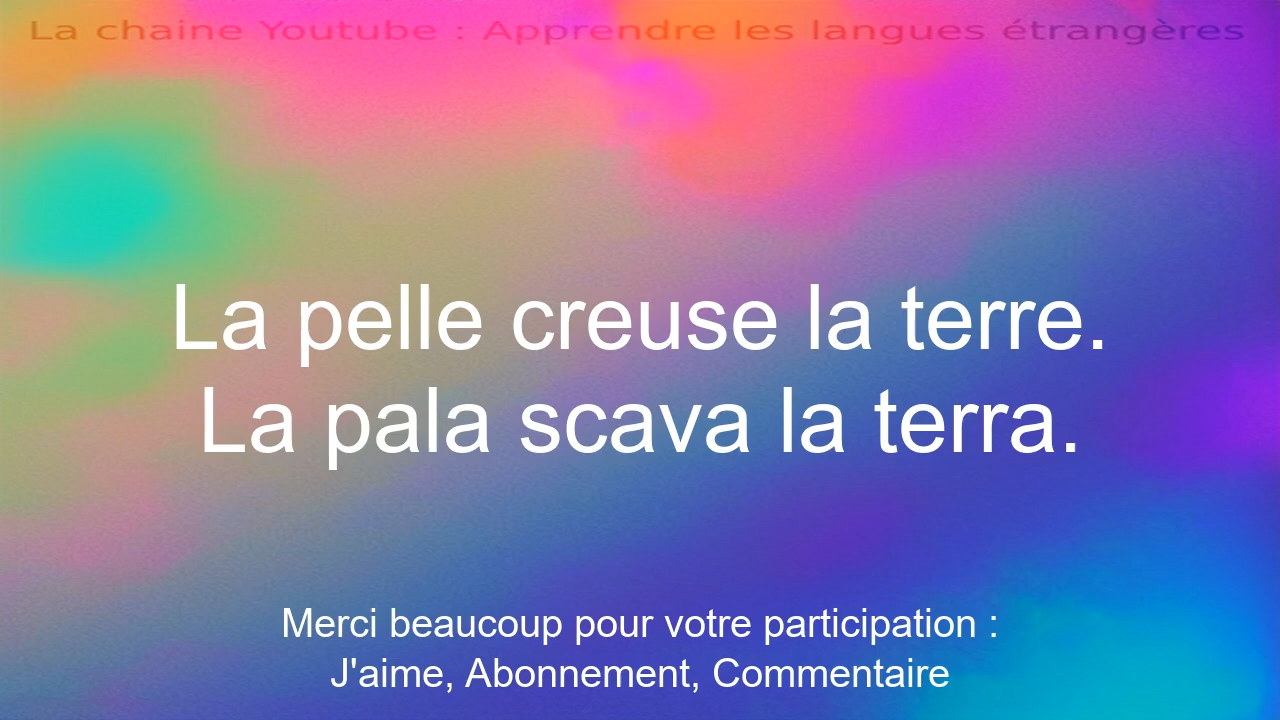 La chaine Youtube : Apprendre les langues étrangères
La pelle creuse la terre.
La pala scava la terra.
Merci beaucoup pour votre participation :
J'aime, Abonnement, Commentaire